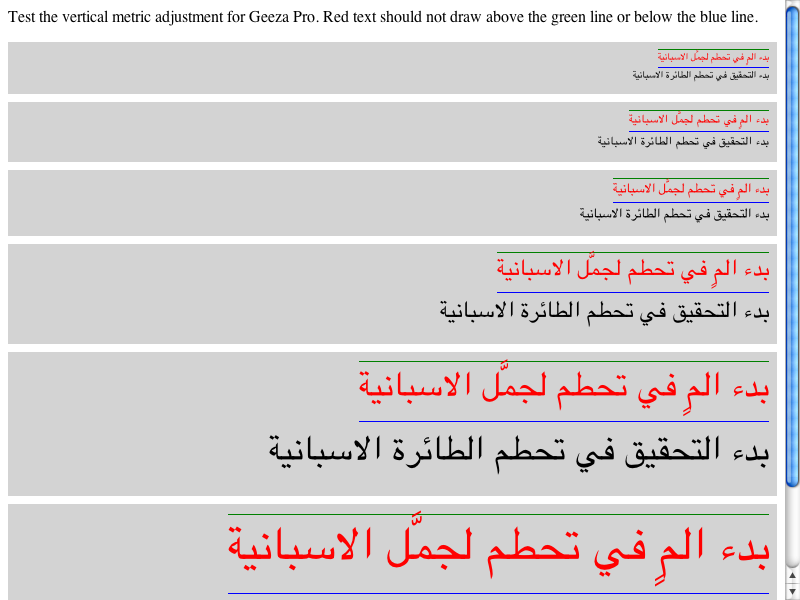 Test the vertical metric adjustment for Geeza Pro. Red text should not draw above the green line or below the blue line.
بدء المٍ في تحطم لجمَّل الاسبانية
بدء التحقيق في تحطم الطائرة الاسبانية
بدء المٍ في تحطم لجمَّل الاسبانية
بدء التحقيق في تحطم الطائرة الاسبانية
بدء المٍ في تحطم لجمَّل الاسبانية
بدء التحقيق في تحطم الطائرة الاسبانية
بدء المٍ في تحطم لجمَّل الاسبانية
بدء التحقيق في تحطم الطائرة الاسبانية
بدء المٍ في تحطم لجمَّل الاسبانية
بدء التحقيق في تحطم الطائرة الاسبانية
بدء المٍ في تحطم لجمَّل الاسبانية